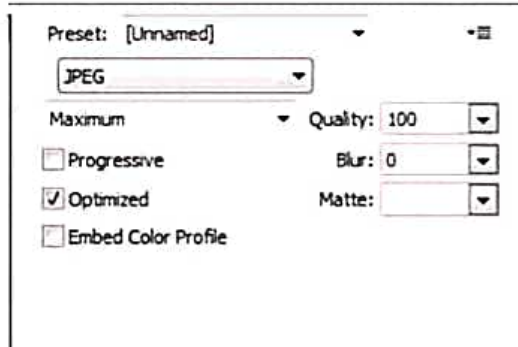 Preset: [Unnamed]
JPEG
Maximum Quality: 100
Progressive Blur: 0
Optimized Matte:
Embed Color Profile